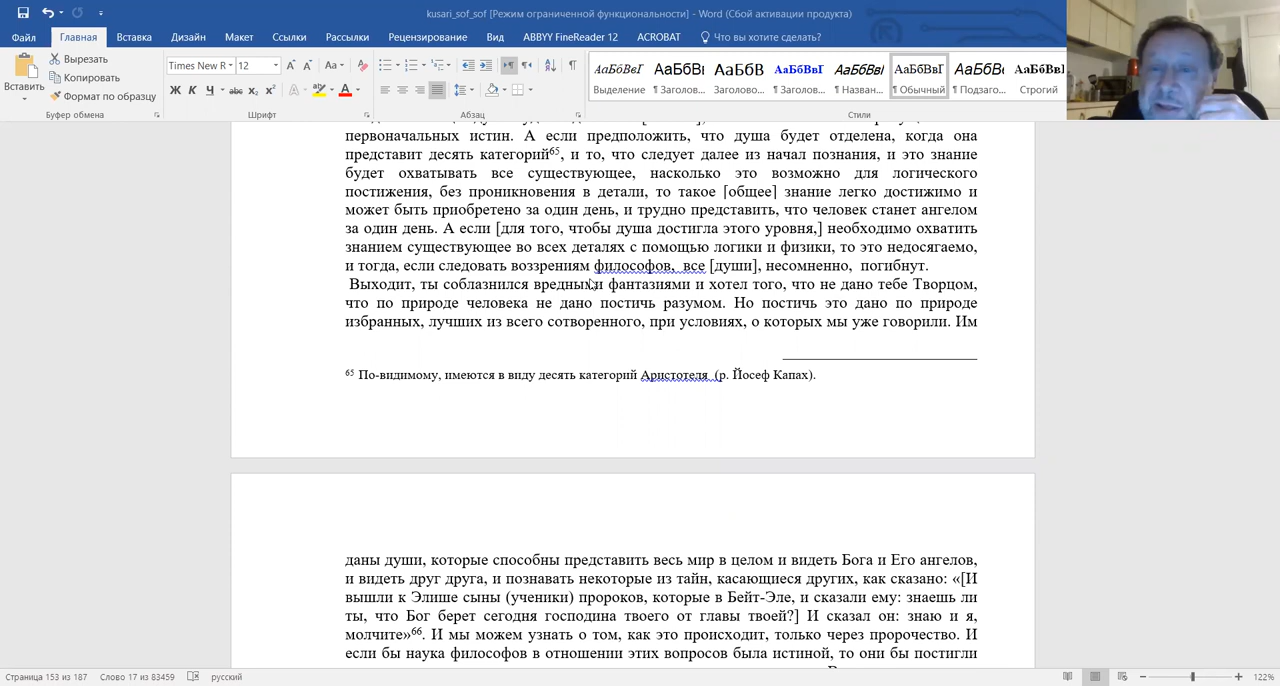 kusari_sof_sof [Режим ограниченной функциональности] - Word (Сбой активации продукта)
Файл Главная Вставка Дизайн Макет Ссылки Рассылки Рецензирование Вид ABBYY FineReader 12 ACROBAT Что вы хотите сделать?
Вставить
Вырезать
Копировать
Формат по образцу
Буфер обмена
Times New R 12
Ж К Ч abc x₂ x²
Шрифт
Абзац
АаБбВвГ АаБбВ АаБбВ АаБбВвГ АаБбВвІ АаБбВвГ АаБбВ АаБбВв
Выделение ¶ Заголов... Заголово... ¶ Заголов... ¶ Назван... ¶ Обычный ¶ Подзаго... Строгий
Стили
первоначальных истин. А если предположить, что душа будет отделена, когда она
представит десять категорий⁶⁵, и то, что следует далее из начал познания, и это знание
будет охватывать все существующее, насколько это возможно для логического
постижения, без проникновения в детали, то такое [общее] знание легко достижимо и
может быть приобретено за один день, и трудно представить, что человек станет ангелом
за один день. А если [для того, чтобы душа достигла этого уровня,] необходимо охватить
знанием существующее во всех деталях с помощью логики и физики, то это недосягаемо,
и тогда, если следовать воззрениям философов, все [души], несомненно, погибнут.
Выходит, ты соблазнился вредными фантазиями и хотел того, что не дано тебе Творцом,
что по природе человека не дано постичь разумом. Но постичь это дано по природе
избранных, лучших из всего сотворенного, при условиях, о которых мы уже говорили. Им
⁶⁵ По-видимому, имеются в виду десять категорий Аристотеля (р. Йосеф Капах).
даны души, которые способны представить весь мир в целом и видеть Бога и Его ангелов,
и видеть друг друга, и познавать некоторые из тайн, касающиеся других, как сказано: «[И
вышли к Элише сыны (ученики) пророков, которые в Бейт-Эле, и сказали ему: знаешь ли
ты, что Бог берет сегодня господина твоего от главы твоей?] И сказал он: знаю и я,
молчите»⁶⁶. И мы можем узнать о том, как это происходит, только через пророчество. И
если бы наука философов в отношении этих вопросов была истиной, то они бы постигли
Страница 153 из 187 Слово 17 из 83459 русский 122%